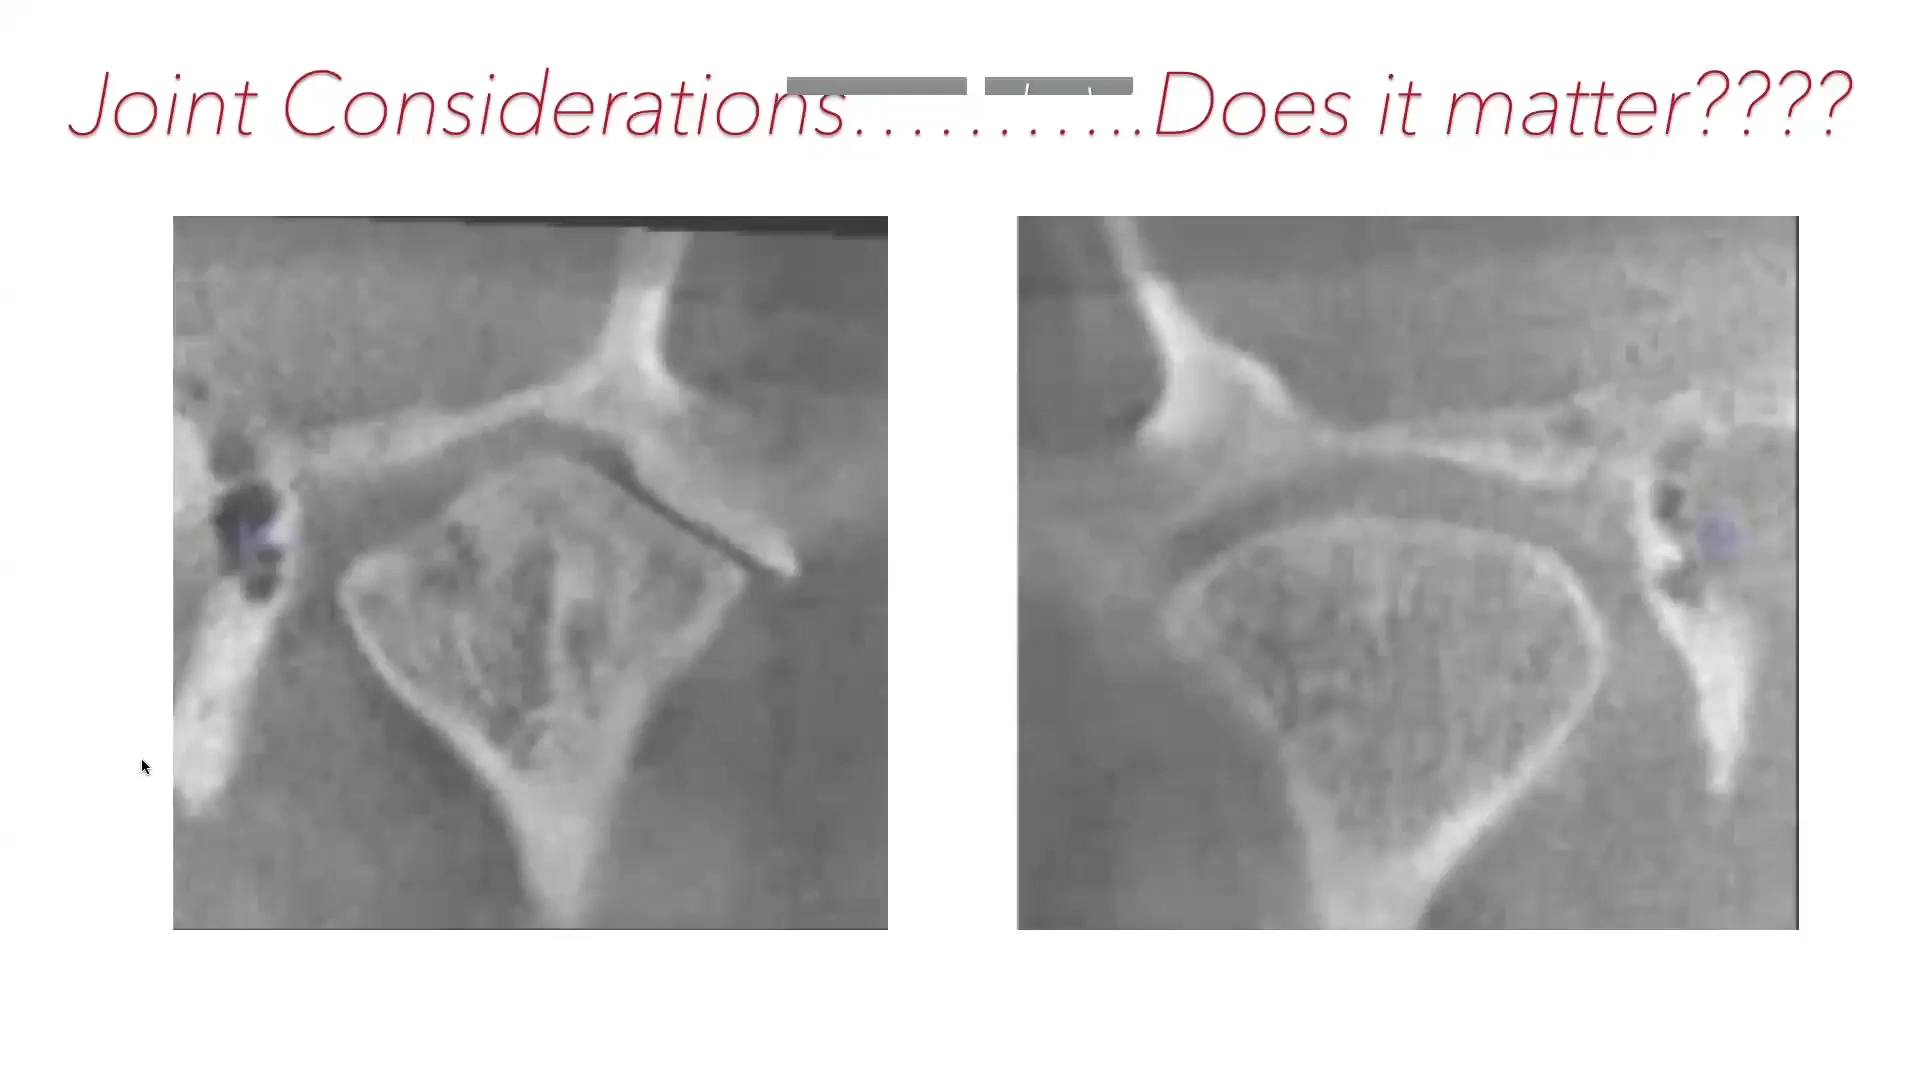 Joint Considerations...........Does it matter????